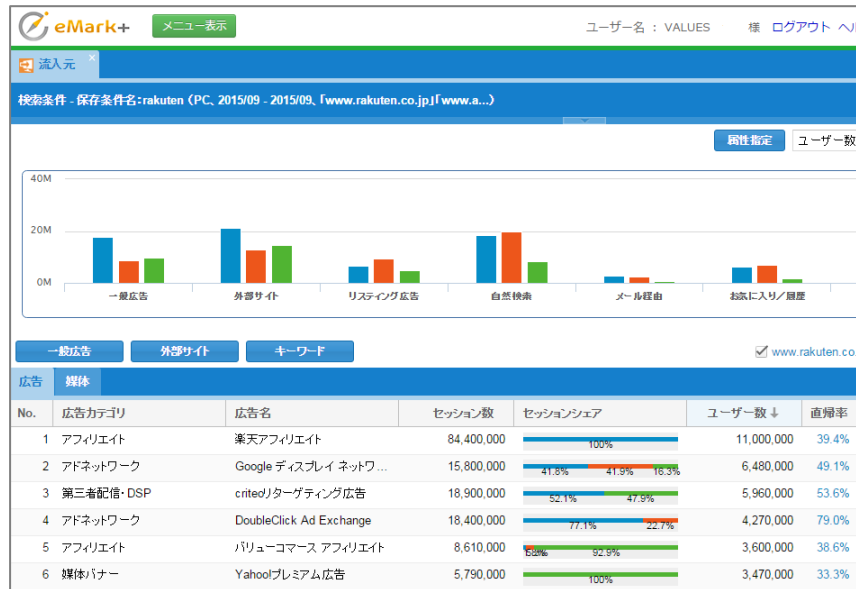 eMark+ メニュー表示 ユーザー名 : VALUES 様 ログアウト
流入元 ×
検索条件 - 保存条件名:rakuten (PC、2015/09 - 2015/09、「www.rakuten.co.jp」「www.a...)
属性指定 ユーザー数
40M
20M
0M
一般広告 外部サイト リスティング広告 自然検索 メール経由 お気に入り/履歴
一般広告 外部サイト キーワード www.rakuten.co.
広告 媒体
No. 広告カテゴリ 広告名 セッション数 セッションシェア ユーザー数↓ 直帰率
1 アフィリエイト 楽天アフィリエイト 84,400,000 100% 11,000,000 39.4%
2 アドネットワーク Google ディスプレイ ネットワ... 15,800,000 41.8% 41.9% 16.3% 6,480,000 49.1%
3 第三者配信・DSP criteoリターゲティング広告 18,900,000 52.1% 47.9% 5,960,000 53.6%
4 アドネットワーク DoubleClick Ad Exchange 18,400,000 77.1% 22.7% 4,270,000 79.0%
5 アフィリエイト バリューコマース アフィリエイト 8,610,000 92.9% 3,600,000 38.6%
6 媒体バナー Yahoo!プレミアム広告 5,790,000 100% 3,470,000 33.3%